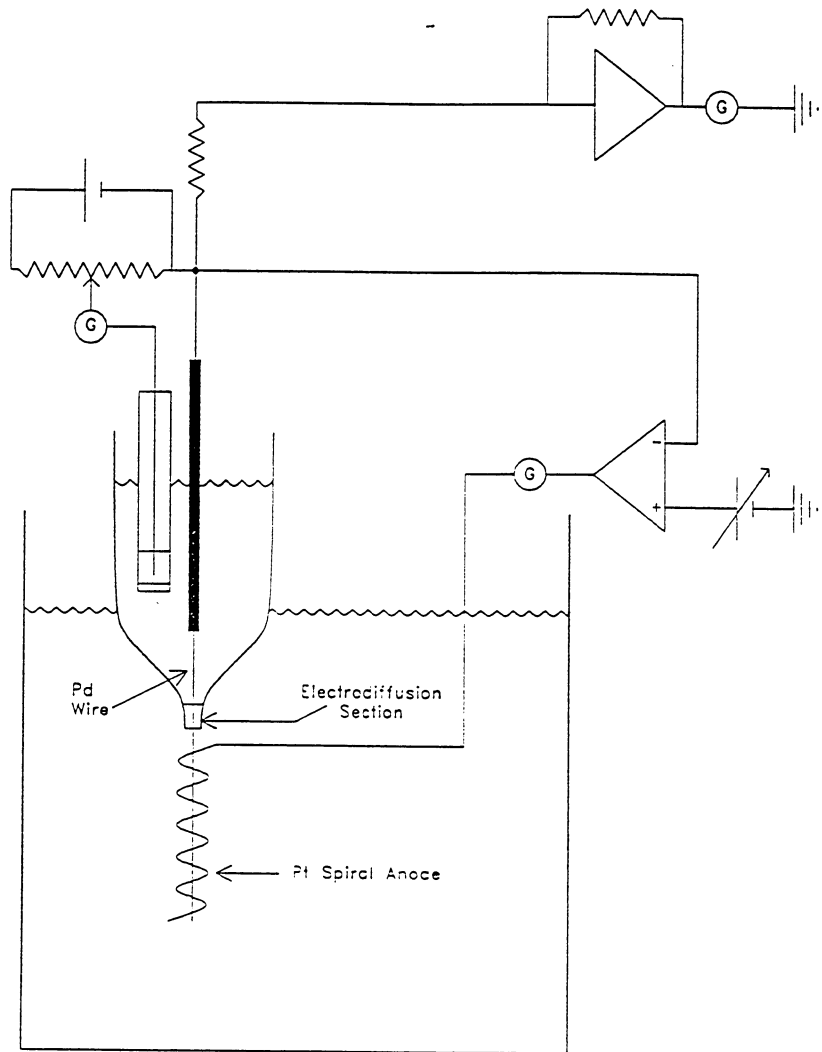 G
G
G
-
+
Pd
Wire
Electrodiffusion
Section
Pt Spiral Anode